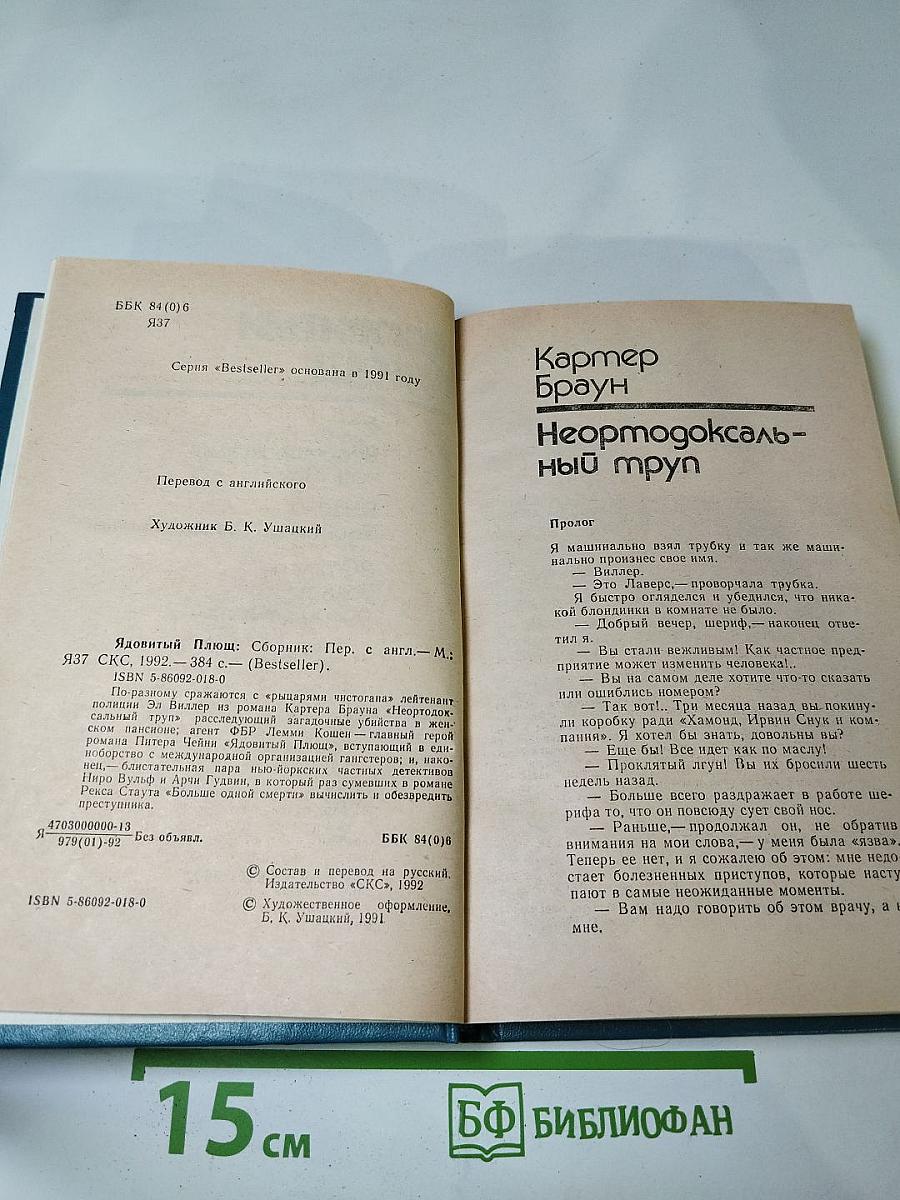 ББК 84(0)6
Я37
Серия «Bestseller» основана в 1991 году
Перевод с английского
Художник Б. К. Ушацкий
Ядовитый Плющ: Сборник: Пер. с англ.— М.:
Я37 СКС, 1992.— 384 с.— (Bestseller).
ISBN 5-86092-018-0
По-разному сражаются с «рыцарями чистогана» лейтенант
полиции Эл Виллер из романа Картера Брауна «Неортодок-
сальный труп» расследующий загадочные убийства в жен-
ском пансионе; агент ФБР Лемми Кошен — главный герой
романа Питера Чейни «Ядовитый Плющ», вступающий в еди-
ноборство с международной организацией гангстеров; и, нако-
нец,— блистательная пара нью-йоркских частных детективов
Ниро Вульф и Арчи Гудвин, в который раз сумевших в романе
Рекса Стаута «Больше одной смерти» вычислить и обезвредить
преступника.
Я 4703000000-13
979(01)-92 Без объявл.
ББК 84(0)6
© Состав и перевод на русский.
Издательство «СКС», 1992
ISBN 5-86092-018-0
© Художественное оформление,
Б. К. Ушацкий, 1991
Картер
Браун
Неортодоксаль-
ный труп
Пролог
Я машинально взял трубку и так же маши-
нально произнес свое имя.
— Виллер.
— Это Лаверс,— проворчала трубка.
Я быстро огляделся и убедился, что ника-
кой блондинки в комнате не было.
— Добрый вечер, шериф,— наконец отве-
тил я.
— Вы стали вежливым! Как частное пред-
приятие может изменить человека!..
— Вы на самом деле хотите что-то сказать
или ошиблись номером?
— Так вот!.. Три месяца назад вы покину-
ли коробку ради «Хамонд, Ирвин Снук и ком-
пания». Я хотел бы знать, довольны вы?
— Еще бы! Все идет как по маслу!
— Проклятый лгун! Вы их бросили шесть
недель назад.
— Больше всего раздражает в работе ше-
рифа то, что он повсюду сует свой нос.
— Раньше,— продолжал он, не обратив
внимания на мои слова,— у меня была «язва».
Теперь ее нет, и я сожалею об этом: мне недо
стает болезненных приступов, которые насту
пают в самые неожиданные моменты.
— Вам надо говорить об этом врачу, а
мне.
15 см
БФ БИБЛИОФАН